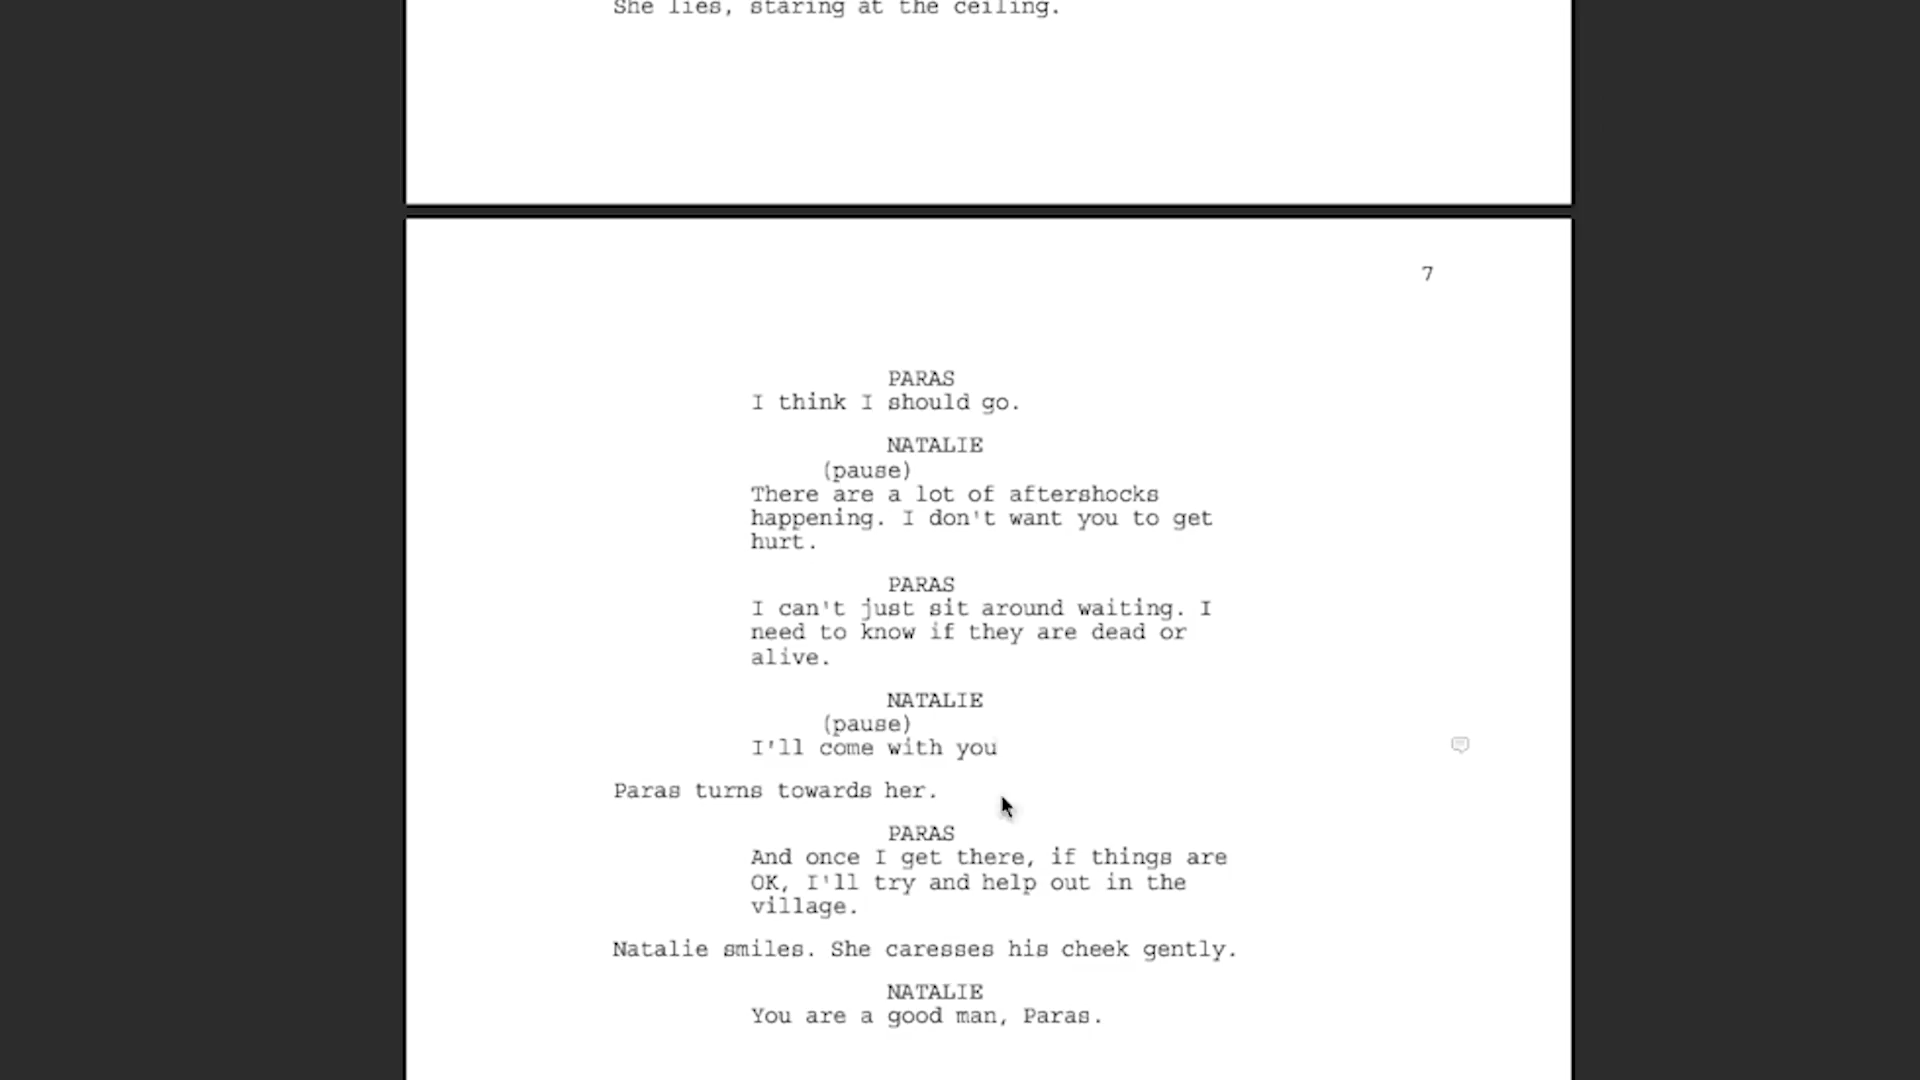 She lies, staring at the ceiling.
7
PARAS
I think I should go.
NATALIE
(pause)
There are a lot of aftershocks
happening. I don't want you to get
hurt.
PARAS
I can't just sit around waiting. I
need to know if they are dead or
alive.
NATALIE
(pause)
I'll come with you
Paras turns towards her.
PARAS
And once I get there, if things are
OK, I'll try and help out in the
village.
Natalie smiles. She caresses his cheek gently.
NATALIE
You are a good man, Paras.